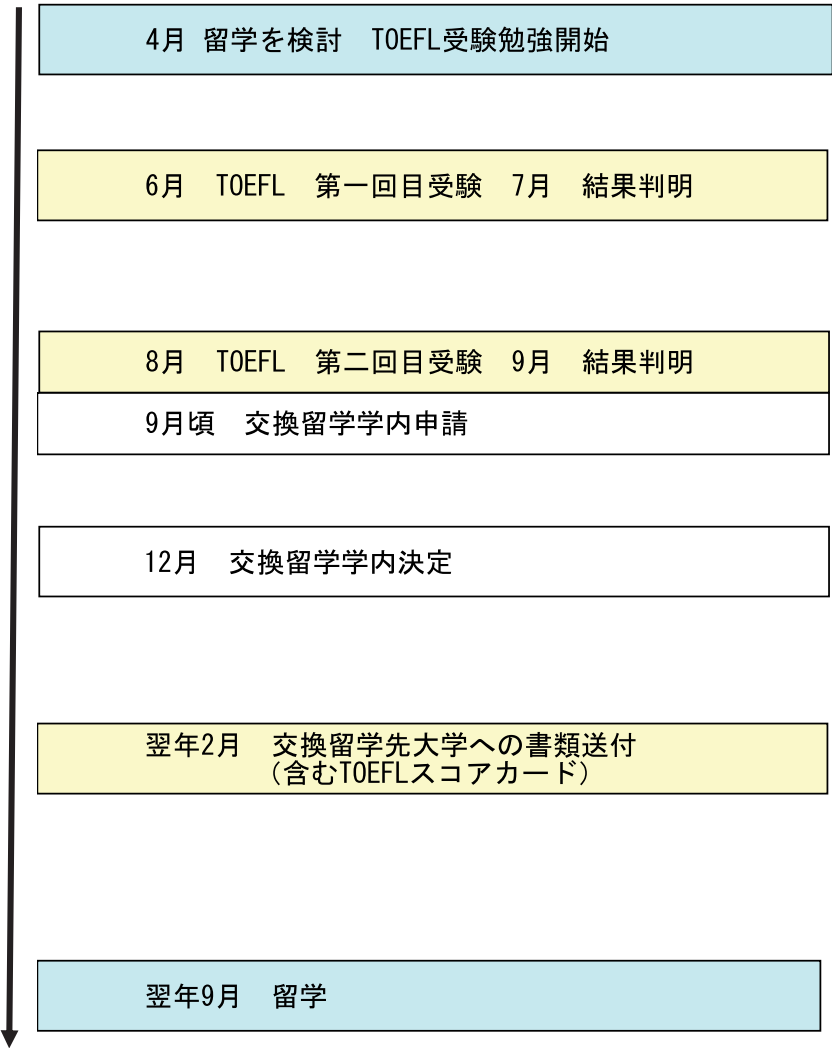 4月 留学を検討　TOEFL受験勉強開始
6月　TOEFL　第一回目受験　7月　結果判明
8月　TOEFL　第二回目受験　9月　結果判明
9月頃　交換留学学内申請
12月　交換留学学内決定
翌年2月　交換留学先大学への書類送付
（含むTOEFLスコアカード）
翌年9月　留学